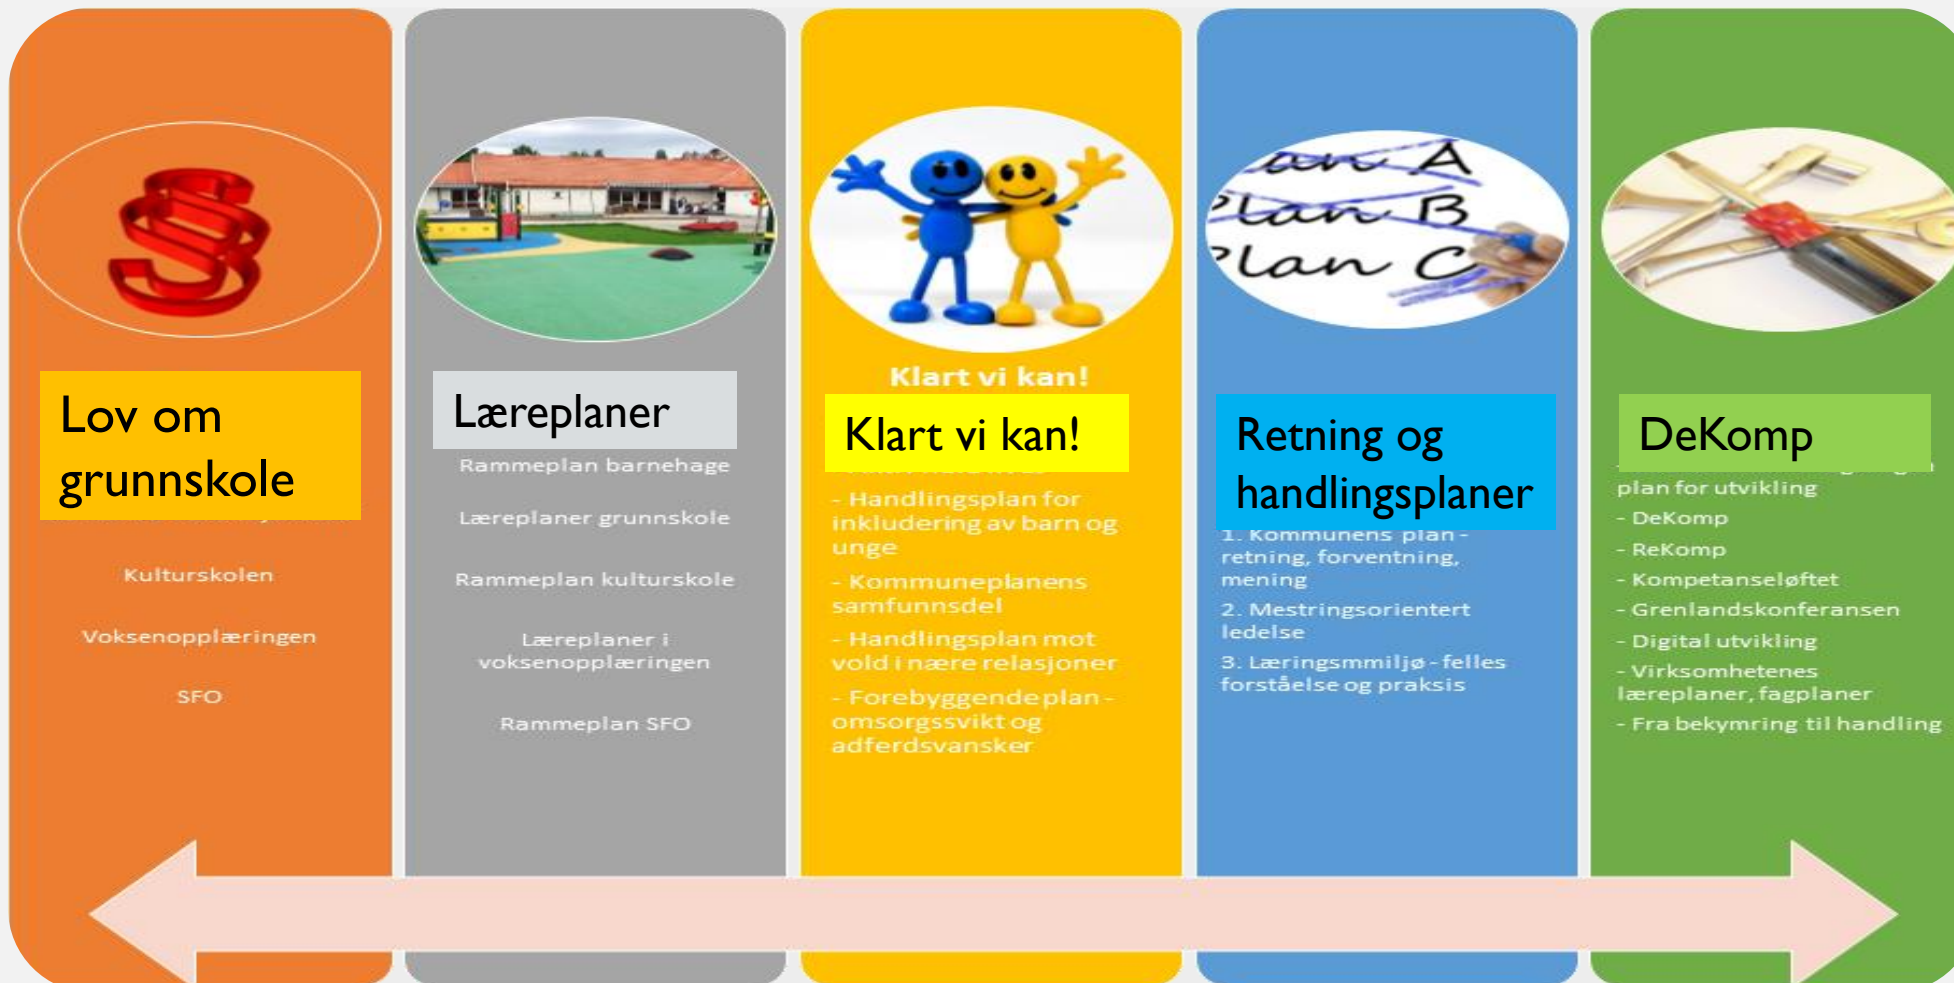 Lov om
grunnskole
Kulturskolen
Voksenopplæringen
SFO
Læreplaner
Rammeplan barnehage
Læreplaner grunnskole
Rammeplan kulturskole
Læreplaner i
voksenopplæringen
Rammeplan SFO
Klart vi kan!
Klart vi kan!
- Handlingsplan for
inkludering av barn og
unge
- Kommuneplanens
samfunnsdel
- Handlingsplan mot
vold i nære relasjoner
- Forebyggende plan -
omsorgssvikt og
adferdsvansker
lan A
Plan B
Plan C
Retning og
handlingsplaner
1. Kommunens plan -
retning, forventning,
mening
2. Mestringsorientert
ledelse
3. Læringsmmiljø - felles
forståelse og praksis
DeKomp
plan for utvikling
- DeKomp
- ReKomp
- Kompetanseløftet
- Grenlandskonferansen
- Digital utvikling
- Virksomhetenes
læreplaner, fagplaner
- Fra bekymring til handling